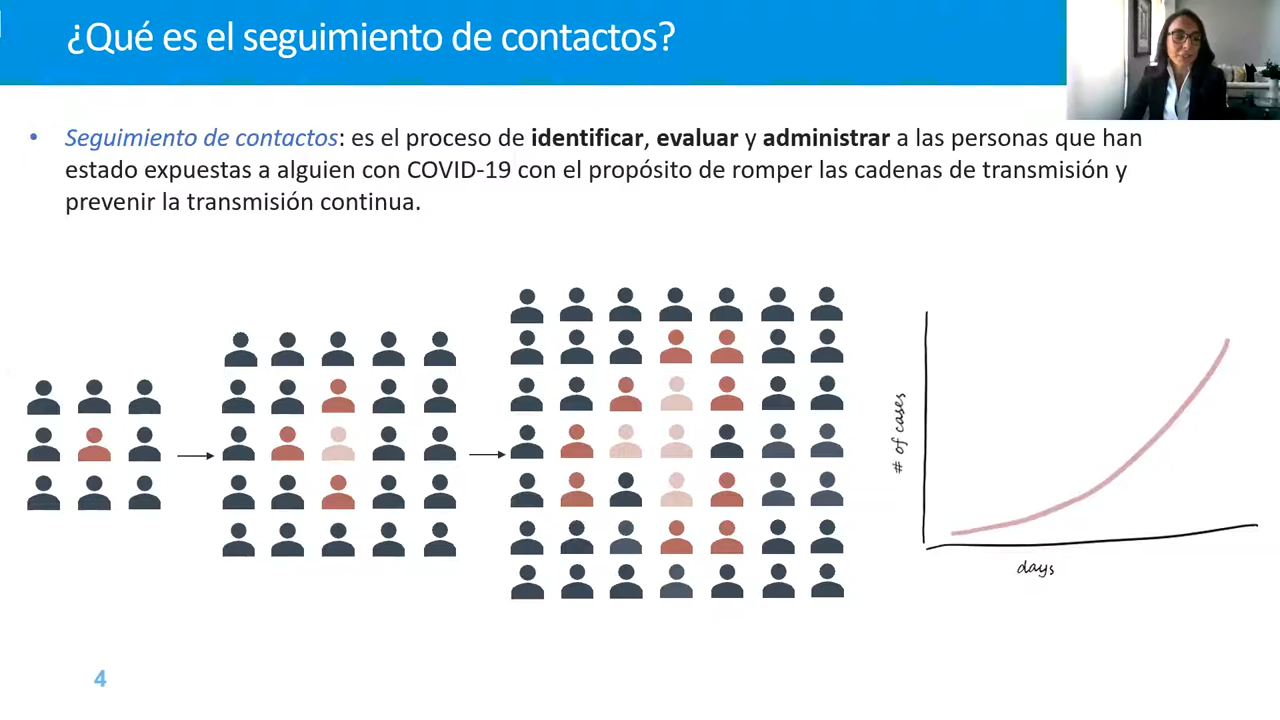 ¿Qué es el seguimiento de contactos?
• Seguimiento de contactos: es el proceso de identificar, evaluar y administrar a las personas que han
estado expuestas a alguien con COVID-19 con el propósito de romper las cadenas de transmisión y
prevenir la transmisión continua.
# of cases
days
4